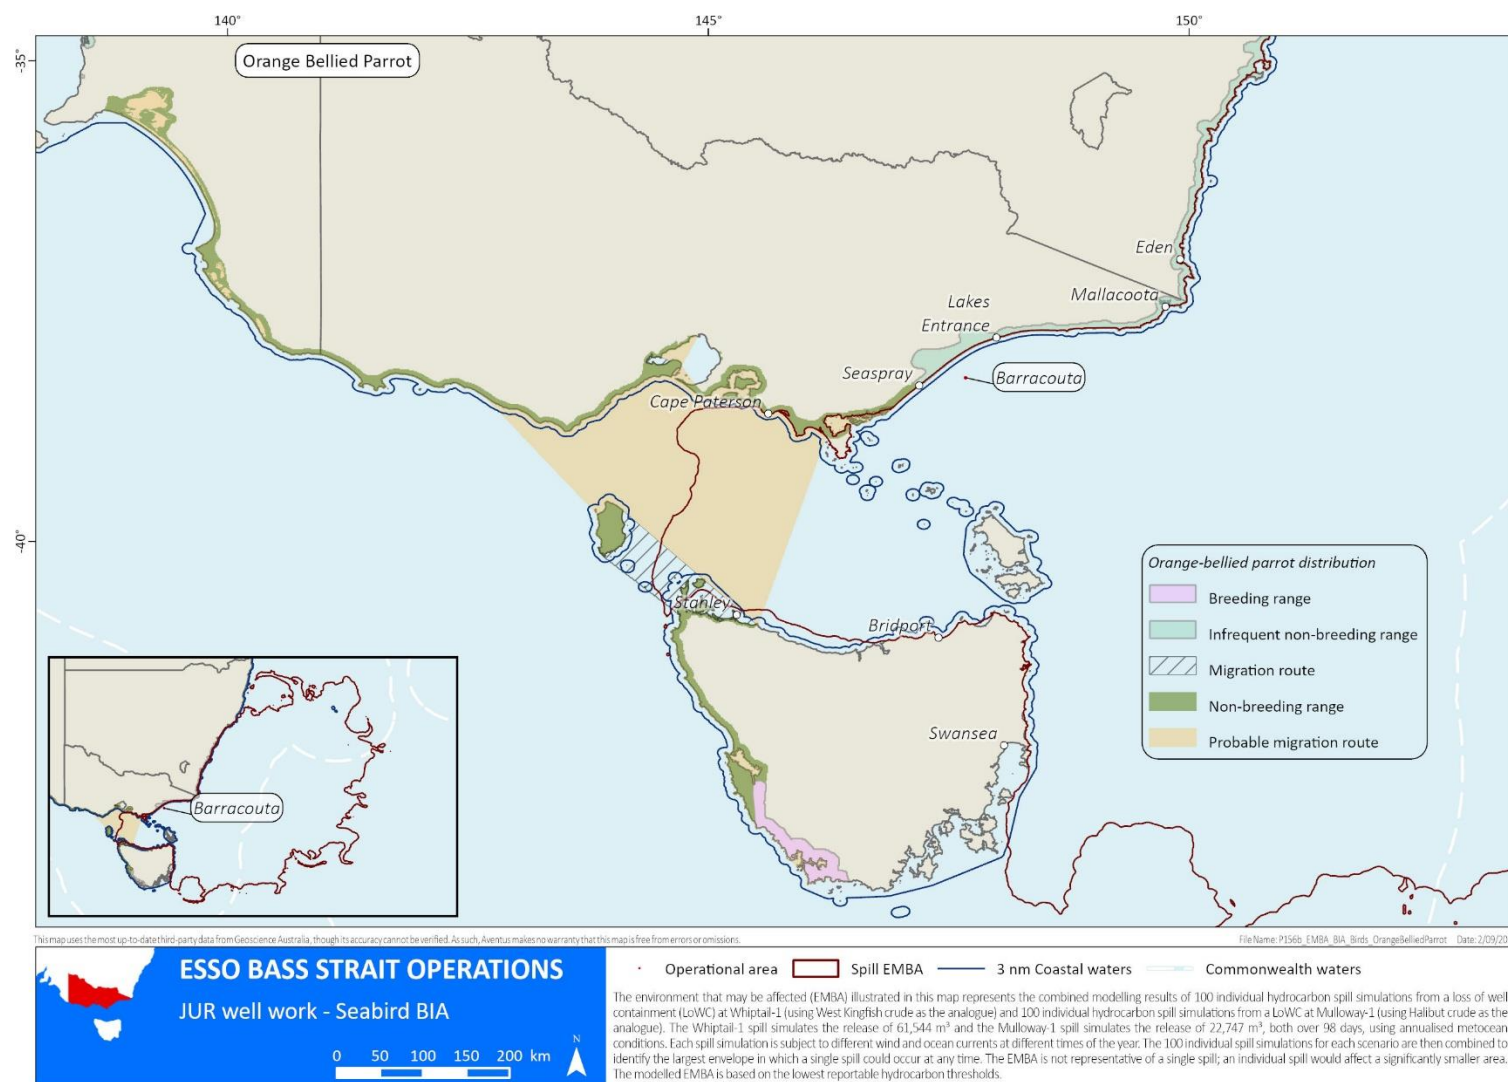 140° 145° 150°
-35°
-40°
Orange Bellied Parrot
Eden
Mallacoota
Lakes
Entrance
Seaspray
Barracouta
Cape Paterson
Stanley
Bridport
Swansea
Orange-bellied parrot distribution
Breeding range
Infrequent non-breeding range
Migration route
Non-breeding range
Probable migration route
Barracouta
This map uses the most up-to-date third-party data from Geoscience Australia, though its accuracy cannot be verified. As such, Aventus makes no warranty that this map is free from errors or omissions.
File Name: P156b_EMBA_BIA_Birds_OrangeBelliedParrot Date: 2/09/20
ESSO BASS STRAIT OPERATIONS
JUR well work - Seabird BIA
0 50 100 150 200 km
N
Operational area Spill EMBA 3 nm Coastal waters Commonwealth waters
The environment that may be affected (EMBA) illustrated in this map represents the combined modelling results of 100 individual hydrocarbon spill simulations from a loss of well
containment (LoWC) at Whiptail-1 (using West Kingfish crude as the analogue) and 100 individual hydrocarbon spill simulations from a LoWC at Mulloway-1 (using Halibut crude as the
analogue). The Whiptail-1 spill simulates the release of 61,544 m³ and the Mulloway-1 spill simulates the release of 22,747 m³, both over 98 days, using annualised metocean
conditions. Each spill simulation is subject to different wind and ocean currents at different times of the year. The 100 individual spill simulations for each scenario are then combined to
identify the largest envelope in which a single spill could occur at any time. The EMBA is not representative of a single spill; an individual spill would affect a significantly smaller area.
The modelled EMBA is based on the lowest reportable hydrocarbon thresholds.